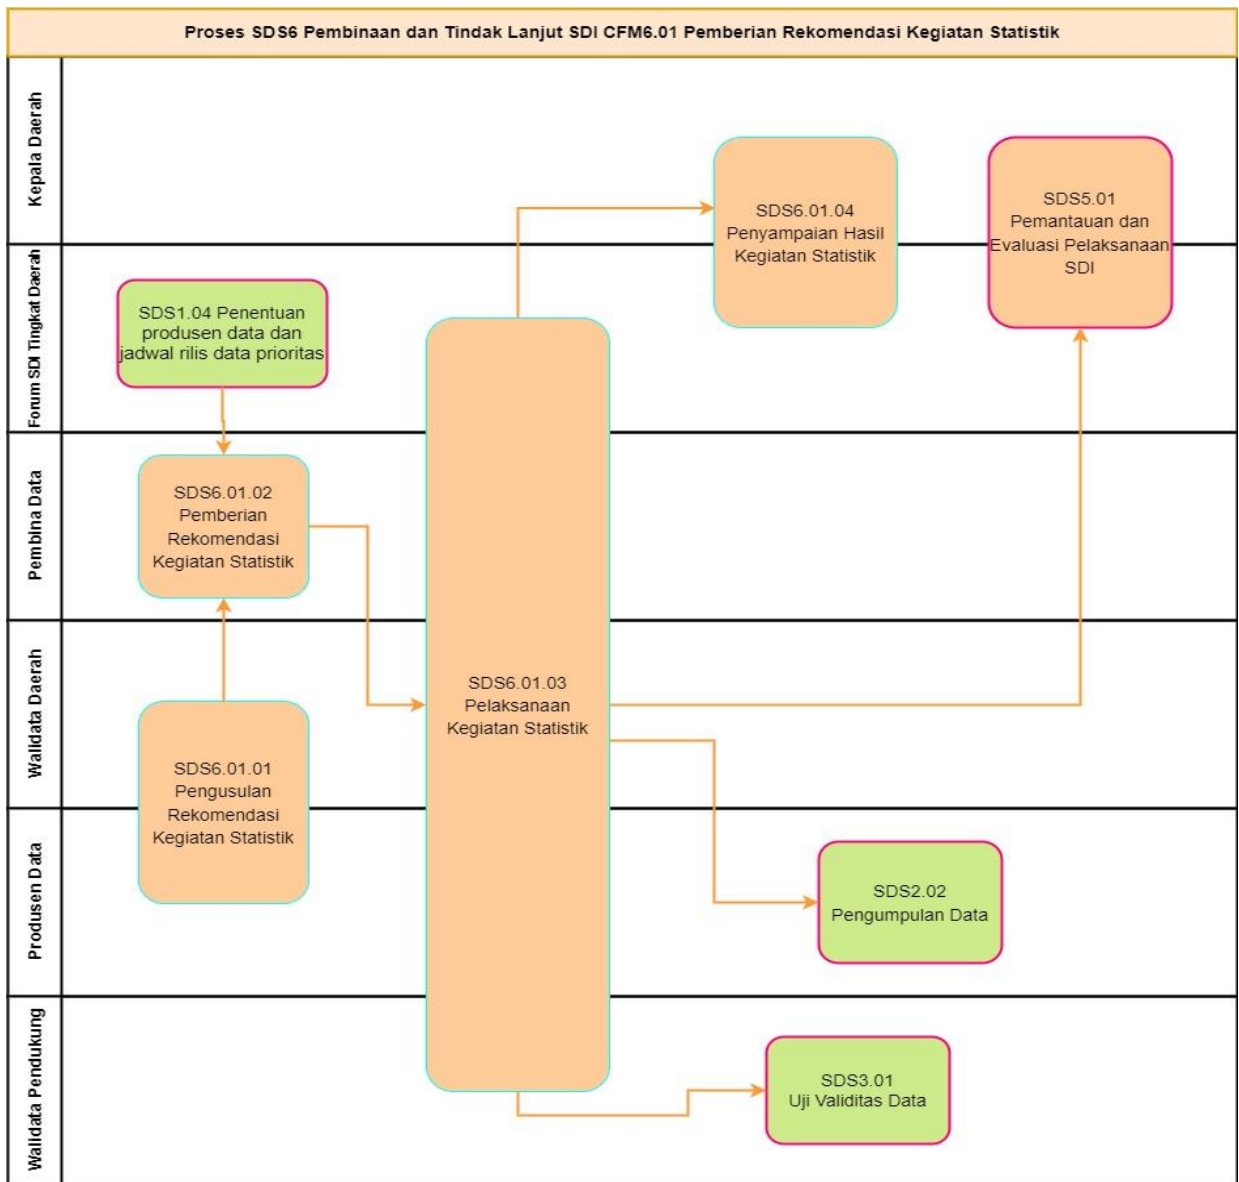 Proses SDS6 Pembinaan dan Tindak Lanjut SDI CFM6.01 Pemberian Rekomendasi Kegiatan Statistik
Kepala Daerah
SDS6.01.04
Penyampaian Hasil
Kegiatan Statistik
SDS5.01
Pemantauan dan
Evaluasi Pelaksanaan
SDI
Forum SDI Tingkat Daerah
SDS1.04 Penentuan
produsen data dan
jadwal rilis data prioritas
Pembina Data
SDS6.01.02
Pemberian
Rekomendasi
Kegiatan Statistik
Walidata Daerah
SDS6.01.03
Pelaksanaan
Kegiatan Statistik
SDS6.01.01
Pengusulan
Rekomendasi
Kegiatan Statistik
Produsen Data
SDS2.02
Pengumpulan Data
Walidata Pendukung
SDS3.01
Uji Validitas Data